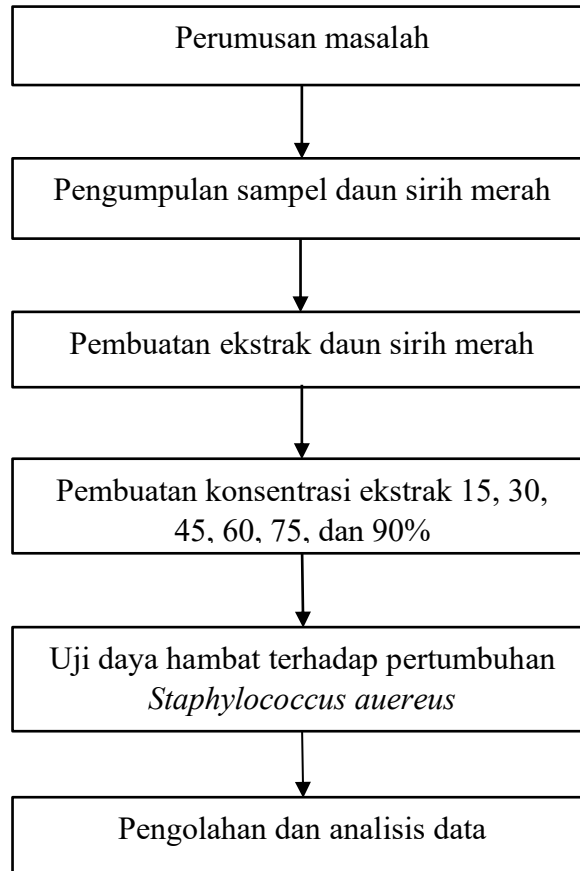 Perumusan masalah
Pengumpulan sampel daun sirih merah
Pembuatan ekstrak daun sirih merah
Pembuatan konsentrasi ekstrak 15, 30,
45, 60, 75, dan 90%
Uji daya hambat terhadap pertumbuhan
Staphylococcus auereus
Pengolahan dan analisis data